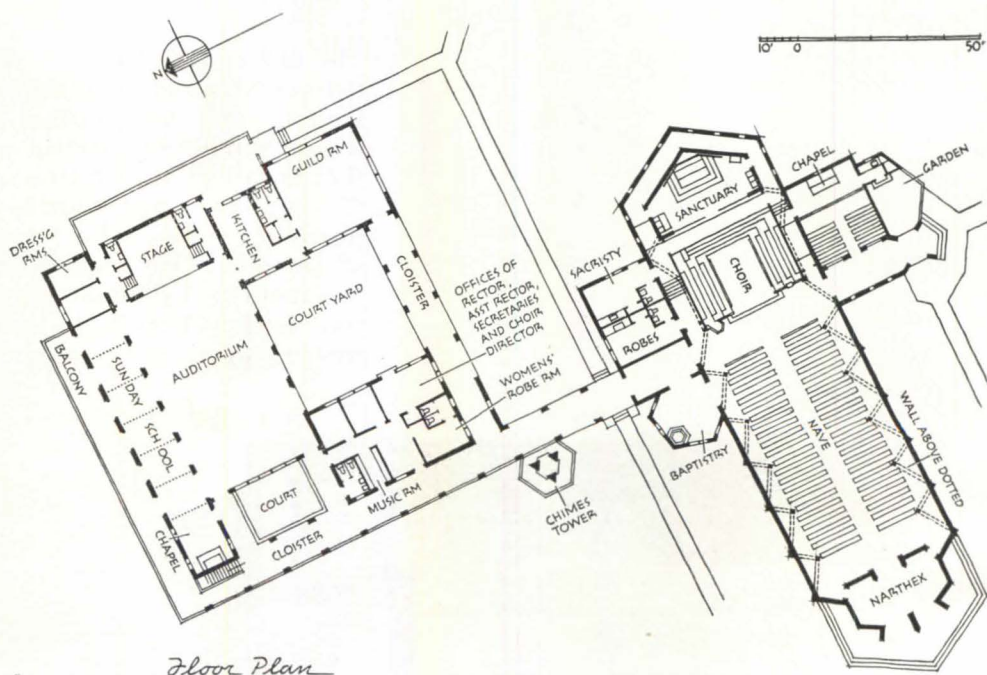 N
10' 0 50'
GUILD RM
CHAPEL
GARDEN
DRESS'G
RMS
STAGE
KITCHEN
SANCTUARY
CLOISTER
OFFICES OF
RECTOR,
ASST RECTOR,
SECRETARIES
AND CHOIR
DIRECTOR
SACRISTY
CHOIR
COURT YARD
BALCONY
SUNDAY
SCHOOL
AUDITORIUM
WOMENS'
ROBE RM
ROBES
NAVE
WALL ABOVE DOTTED
BAPTISTRY
COURT
MUSIC RM
CHIMES
TOWER
CHAPEL
CLOISTER
NARTHEX
Floor Plan